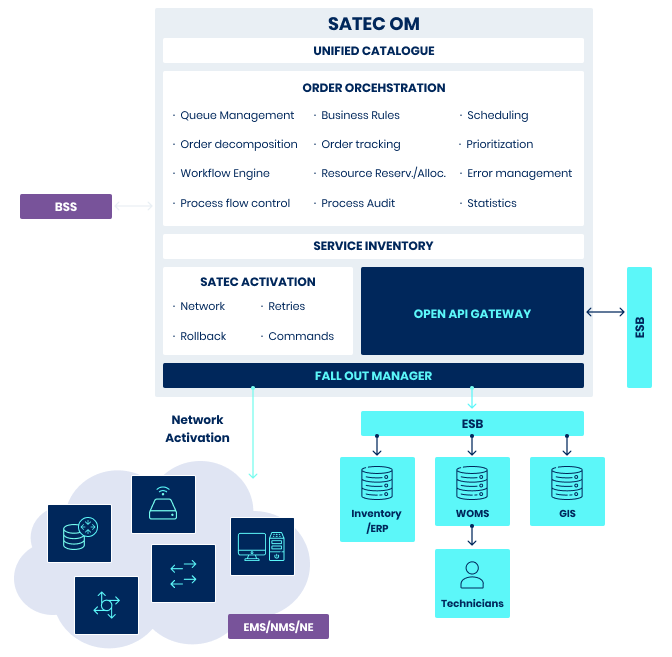 SATEC OM
UNIFIED CATALOGUE
ORDER ORCEHSTRATION
· Queue Management · Business Rules · Scheduling
· Order decomposition · Order tracking · Prioritization
· Workflow Engine · Resource Reserv./Alloc. · Error management
· Process flow control · Process Audit · Statistics
BSS
SERVICE INVENTORY
SATEC ACTIVATION
· Network · Retries
· Rollback · Commands
OPEN API GATEWAY
ESB
FALL OUT MANAGER
Network
Activation
ESB
Inventory
/ERP
WOMS
GIS
Technicians
EMS/NMS/NE